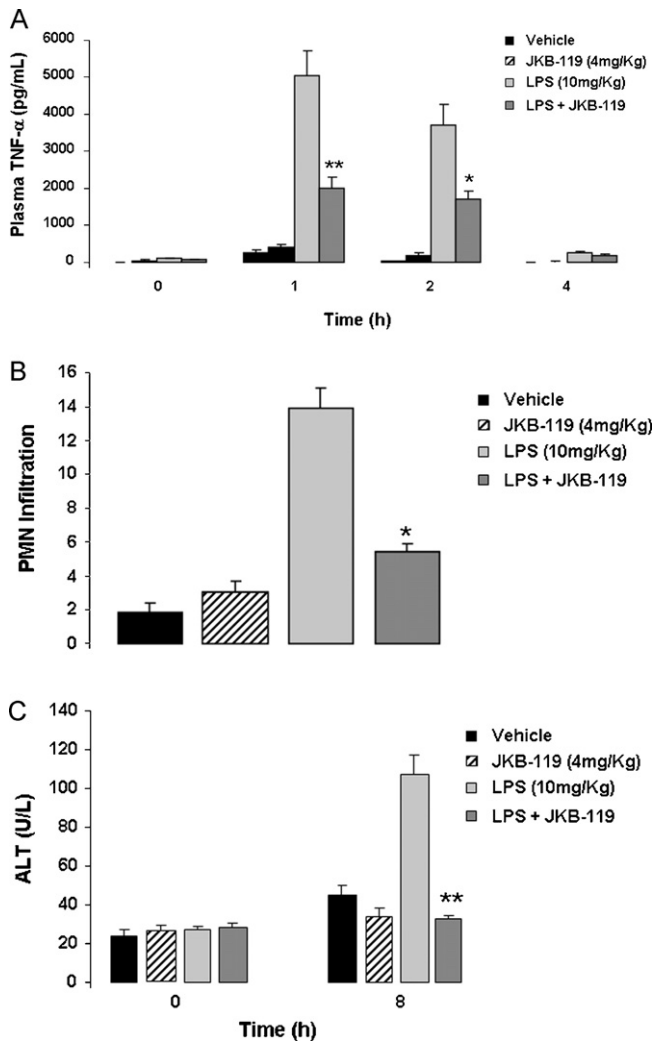 A
Plasma TNF-α (pg/mL)
6000
5000
4000
3000
2000
1000
0
Vehicle
JKB-119 (4mg/Kg)
LPS (10mg/Kg)
LPS + JKB-119
**
*
0 1 2 4
Time (h)
B
PMN Infiltration
16
14
12
10
8
6
4
2
0
Vehicle
JKB-119 (4mg/Kg)
LPS (10mg/Kg)
LPS + JKB-119
*
C
ALT (U/L)
140
120
100
80
60
40
20
0
Vehicle
JKB-119 (4mg/Kg)
LPS (10mg/Kg)
LPS + JKB-119
**
0 8
Time (h)